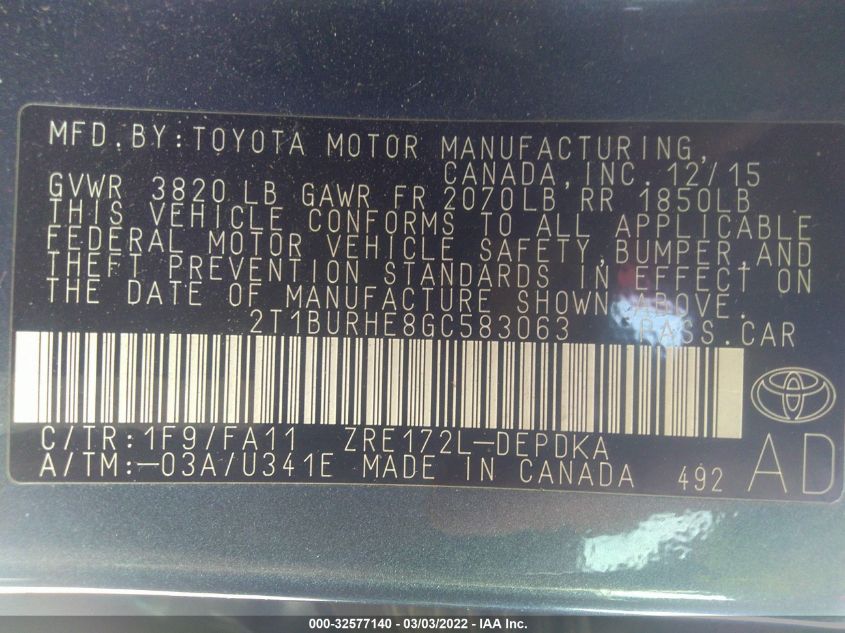 MFD.BY:TOYOTA MOTOR MANUFACTURING,
CANADA,INC. 12/15
GVWR 3820LB GAWR FR 2070LB RR 1850LB
THIS VEHICLE CONFORMS TO ALL APPLICABLE
FEDERAL MOTOR VEHICLE SAFETY,BUMPER,AND
THEFT PREVENTION STANDARDS IN EFFECT ON
THE DATE OF MANUFACTURE SHOWN ABOVE.
2T1BURHE8GC583063 PASS.CAR
C/TR:1F9/FA11 ZRE172L-DEPDKA
A/TM:-03A/U341E MADE IN CANADA 492 AD
000-32577140 - 03/03/2022 - IAA Inc.